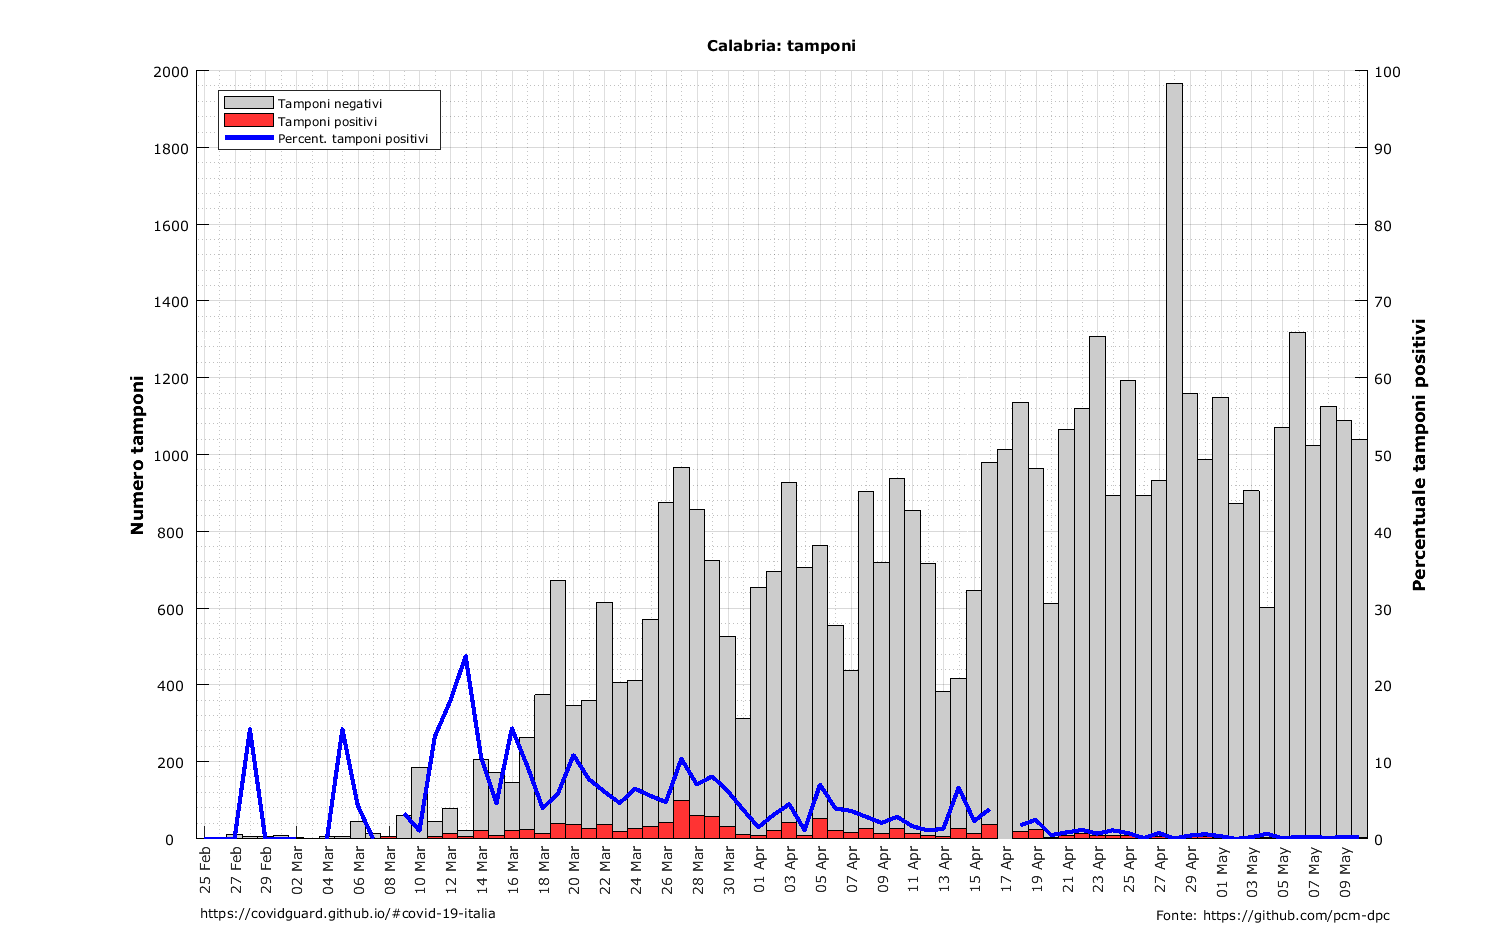 Calabria: tamponi
Tamponi negativi
Tamponi positivi
Percent. tamponi positivi
Numero tamponi
2000
1800
1600
1400
1200
1000
800
600
400
200
0
100
90
80
70
60
50
40
30
20
10
0
Percentuale tamponi positivi
25 Feb
27 Feb
29 Feb
02 Mar
04 Mar
06 Mar
08 Mar
10 Mar
12 Mar
14 Mar
16 Mar
18 Mar
20 Mar
22 Mar
24 Mar
26 Mar
28 Mar
30 Mar
01 Apr
03 Apr
05 Apr
07 Apr
09 Apr
11 Apr
13 Apr
15 Apr
17 Apr
19 Apr
21 Apr
23 Apr
25 Apr
27 Apr
29 Apr
01 May
03 May
05 May
07 May
09 May
https://covidguard.github.io/#covid-19-italia
Fonte: https://github.com/pcm-dpc